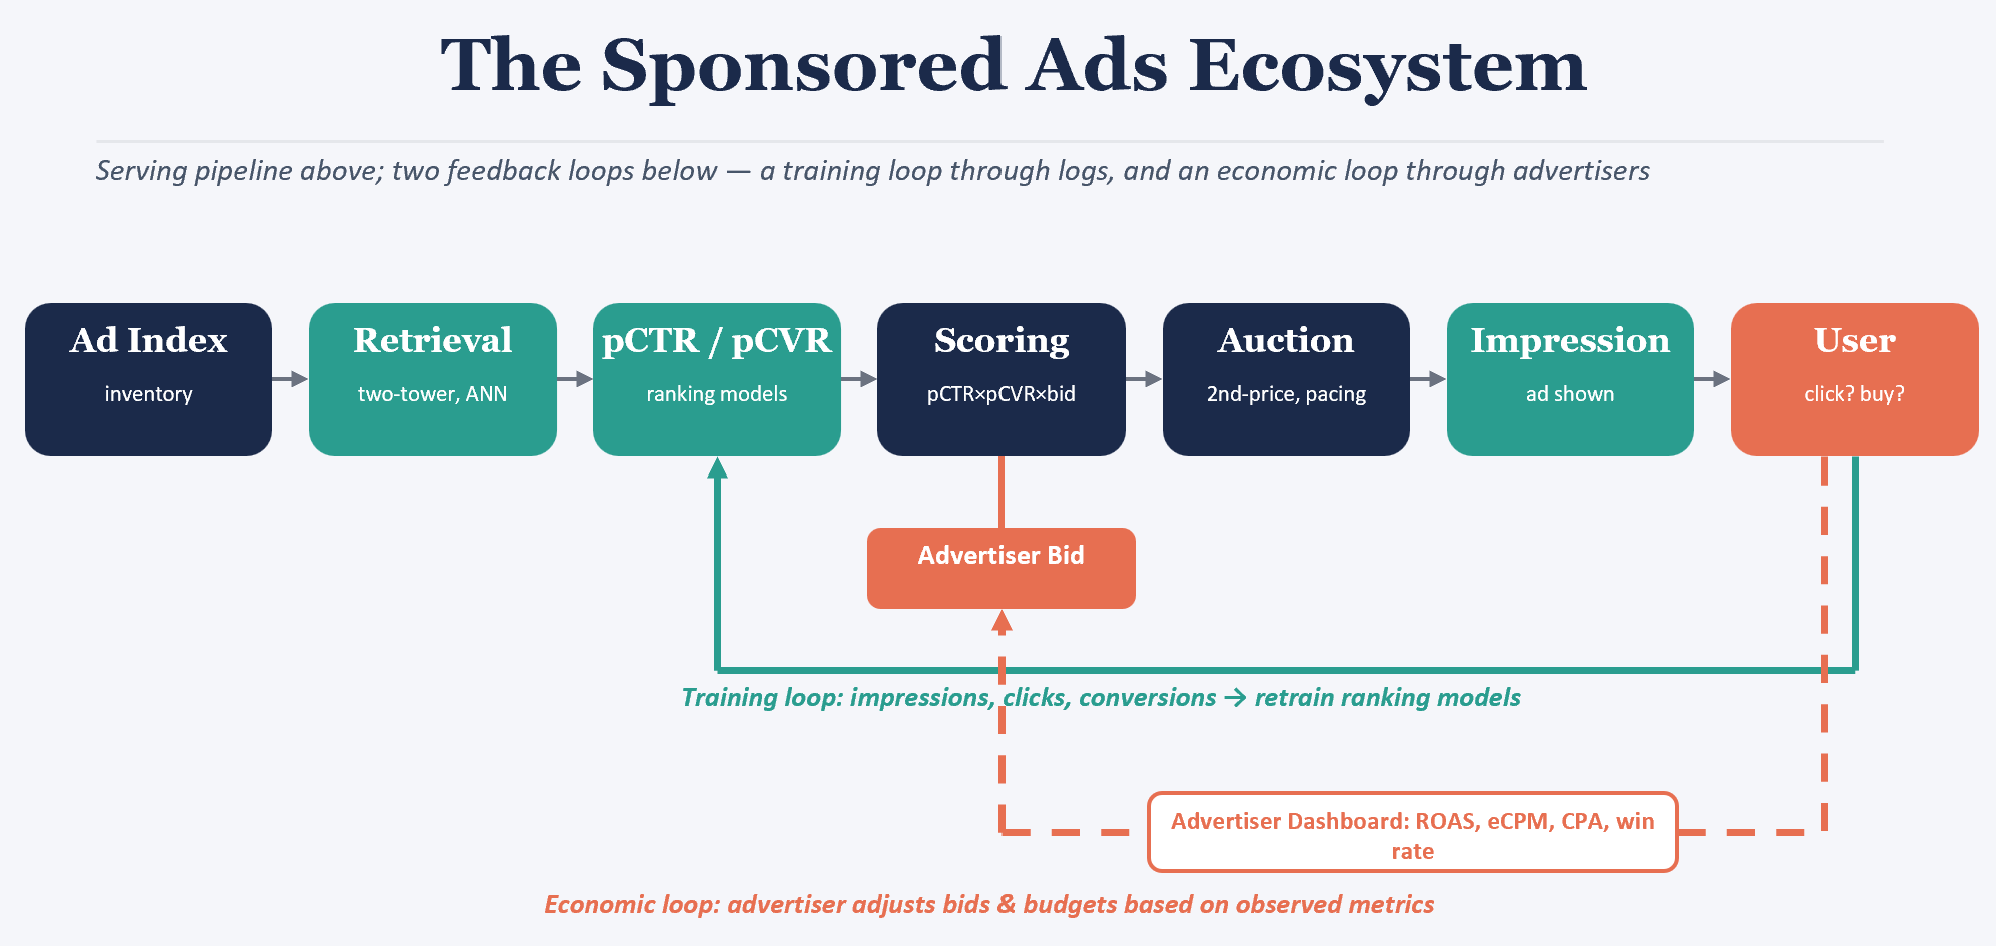 The Sponsored Ads Ecosystem
Serving pipeline above; two feedback loops below — a training loop through logs, and an economic loop through advertisers
Ad Index
inventory
Retrieval
two-tower, ANN
pCTR / pCVR
ranking models
Scoring
pCTR×pCVR×bid
Auction
2nd-price, pacing
Impression
ad shown
User
click? buy?
Advertiser Bid
Training loop: impressions, clicks, conversions → retrain ranking models
Advertiser Dashboard: ROAS, eCPM, CPA, win
rate
Economic loop: advertiser adjusts bids & budgets based on observed metrics